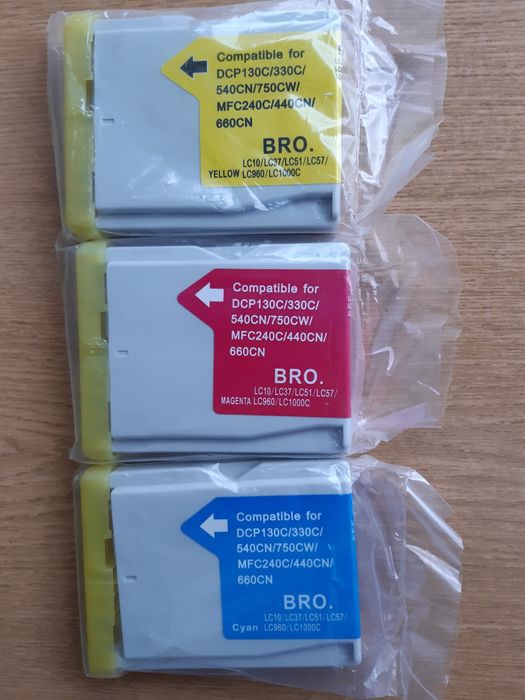 Compatible for
DCP130C/330C/
540CN/750CW/
MFC240C/440CN/
660CN
BRO.
LC10/LC37/LC51/LC57/
YELLOW LC960/LC1000C
Compatible for
DCP130C/330C/
540CN/750CW/
MFC240C/440CN/
660CN
BRO.
LC10/LC37/LC51/LC57/
MAGENTA LC960/LC1000C
Compatible for
DCP130C/330C/
540CN/750CW/
MFC240C/440CN/
660CN
BRO.
LC10/LC37/LC51/LC57/
Cyan LC960/LC1000C